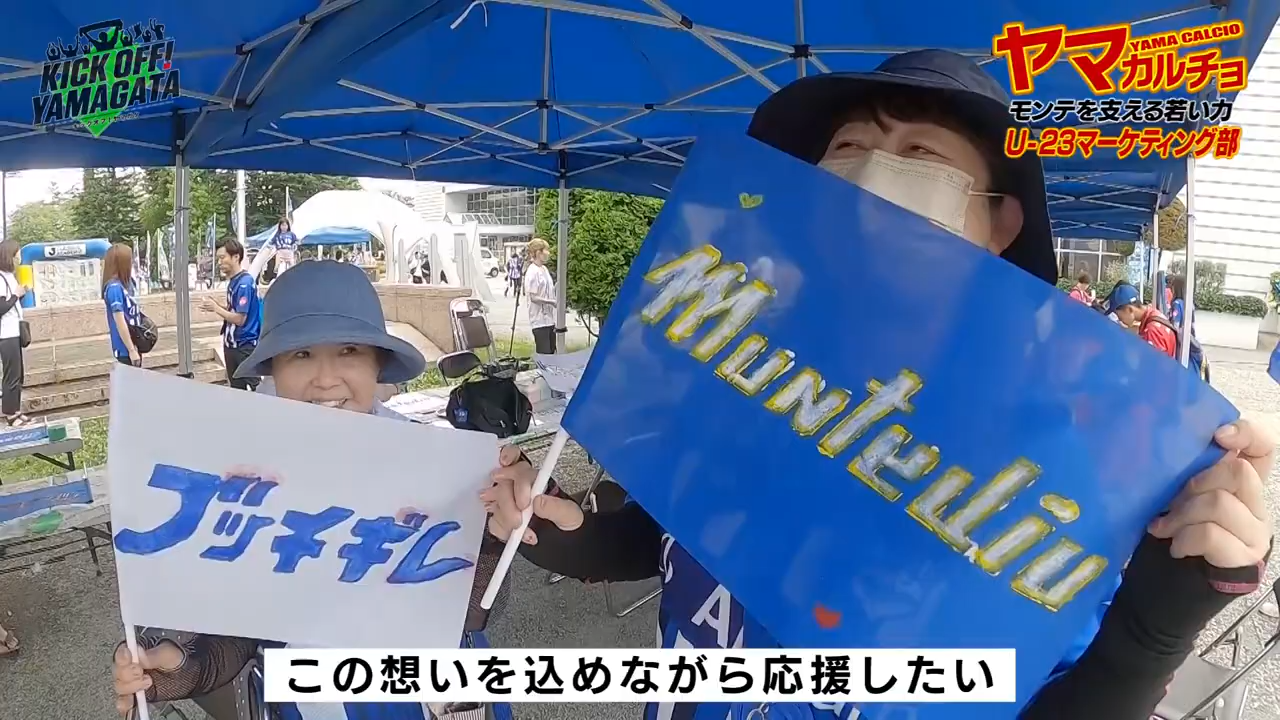 KICK OFF!
YAMAGATA
ヤマカルチョ
YAMA CALCIO
モンテを支える若い力
U-23マーケティング部
Muntediu
ブッチギレ
この想いを込めながら応援したい